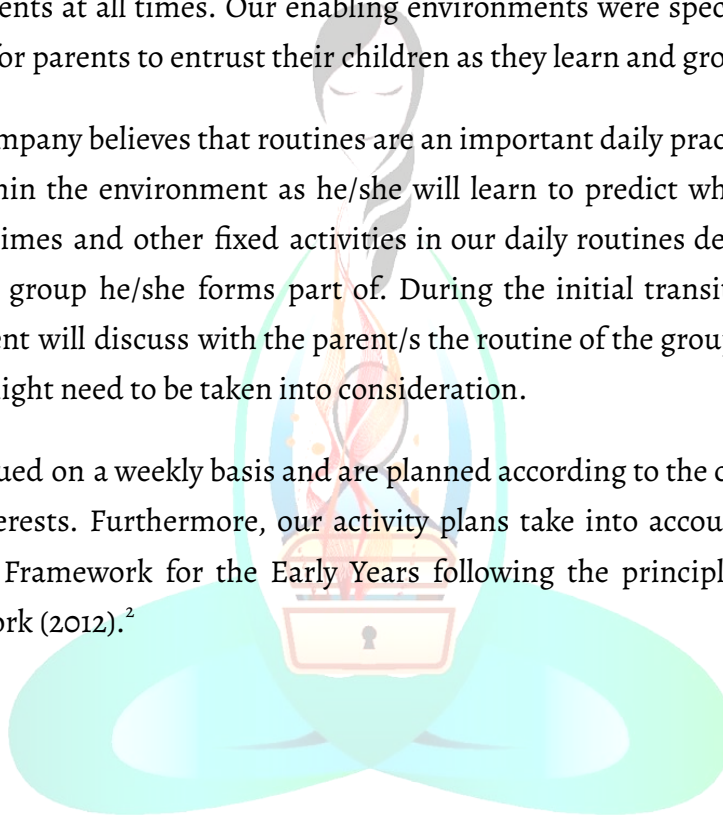 ents at all times. Our enabling environments were spec
for parents to entrust their children as they learn and gro
mpany believes that routines are an important daily prac
hin the environment as he/she will learn to predict wh
imes and other fixed activities in our daily routines de
group he/she forms part of. During the initial transit
ent will discuss with the parent/s the routine of the group
ight need to be taken into consideration.
ued on a weekly basis and are planned according to the c
erests. Furthermore, our activity plans take into accou
Framework for the Early Years following the principl
ork (2012).²